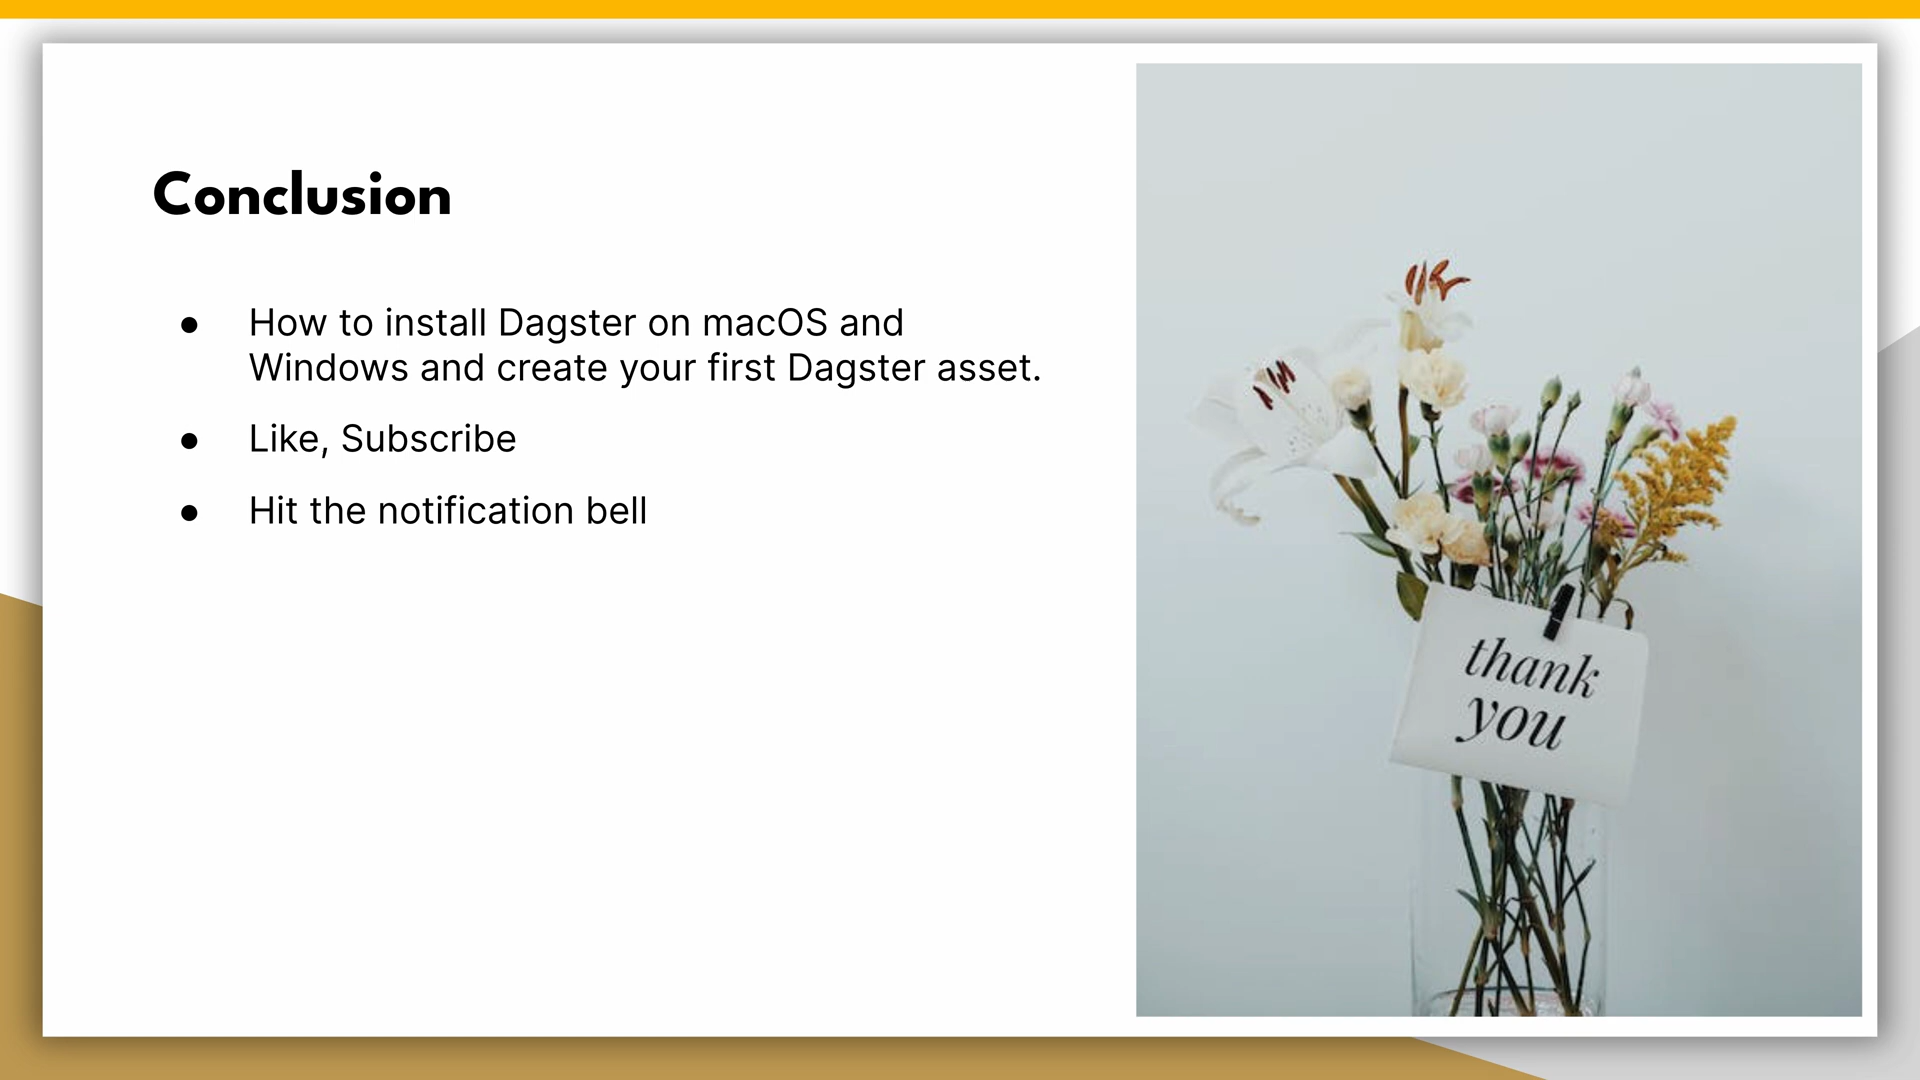 Conclusion
● How to install Dagster on macOS and
Windows and create your first Dagster asset.
● Like, Subscribe
● Hit the notification bell
thank
you